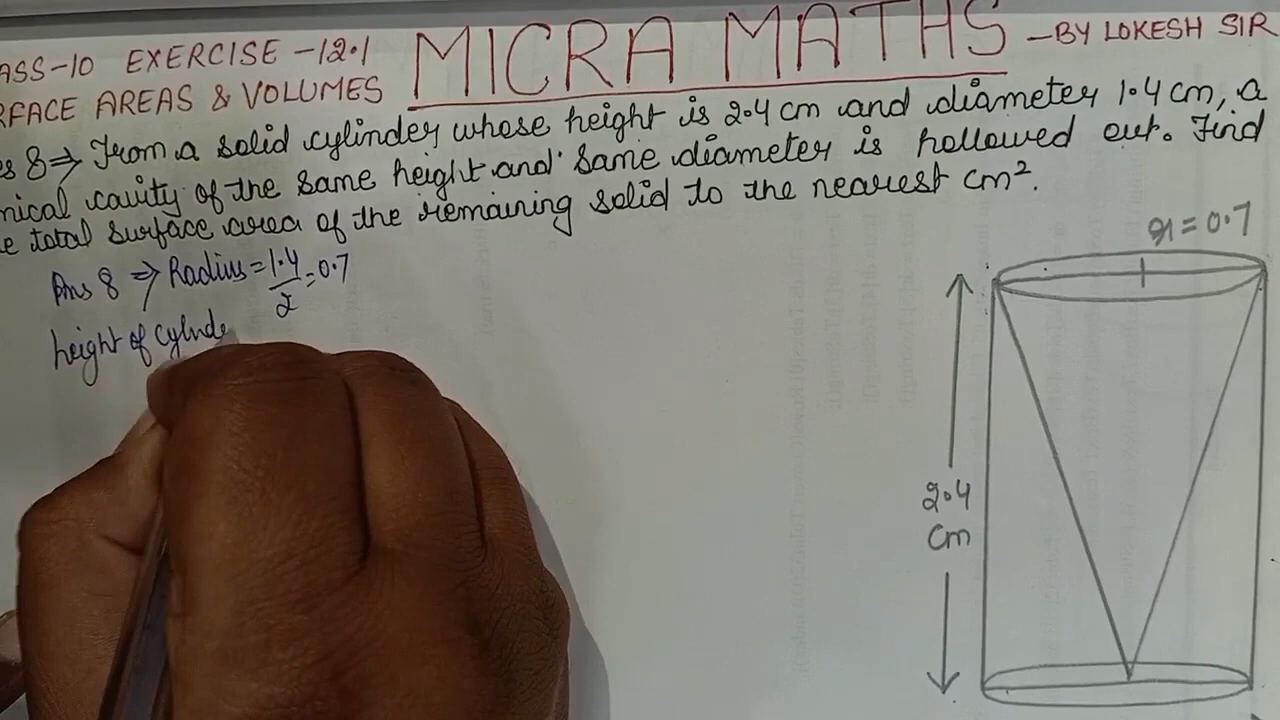 MICRA MATHS - BY LOKESH SIR
ASS-10 EXERCISE - 12.1
RFACE AREAS & VOLUMES
es 8 ⇒ From a solid cylinder, whose height is 2.4 cm and diameter 1.4 cm, a
nical cavity of the same height and same diameter is hollowed out. Find
e total surface area of the remaining solid to the nearest cm².
Ans 8 ⇒ Radius = 1.4/2 = 0.7
height of Cylnde
r = 0.7
2.4
cm